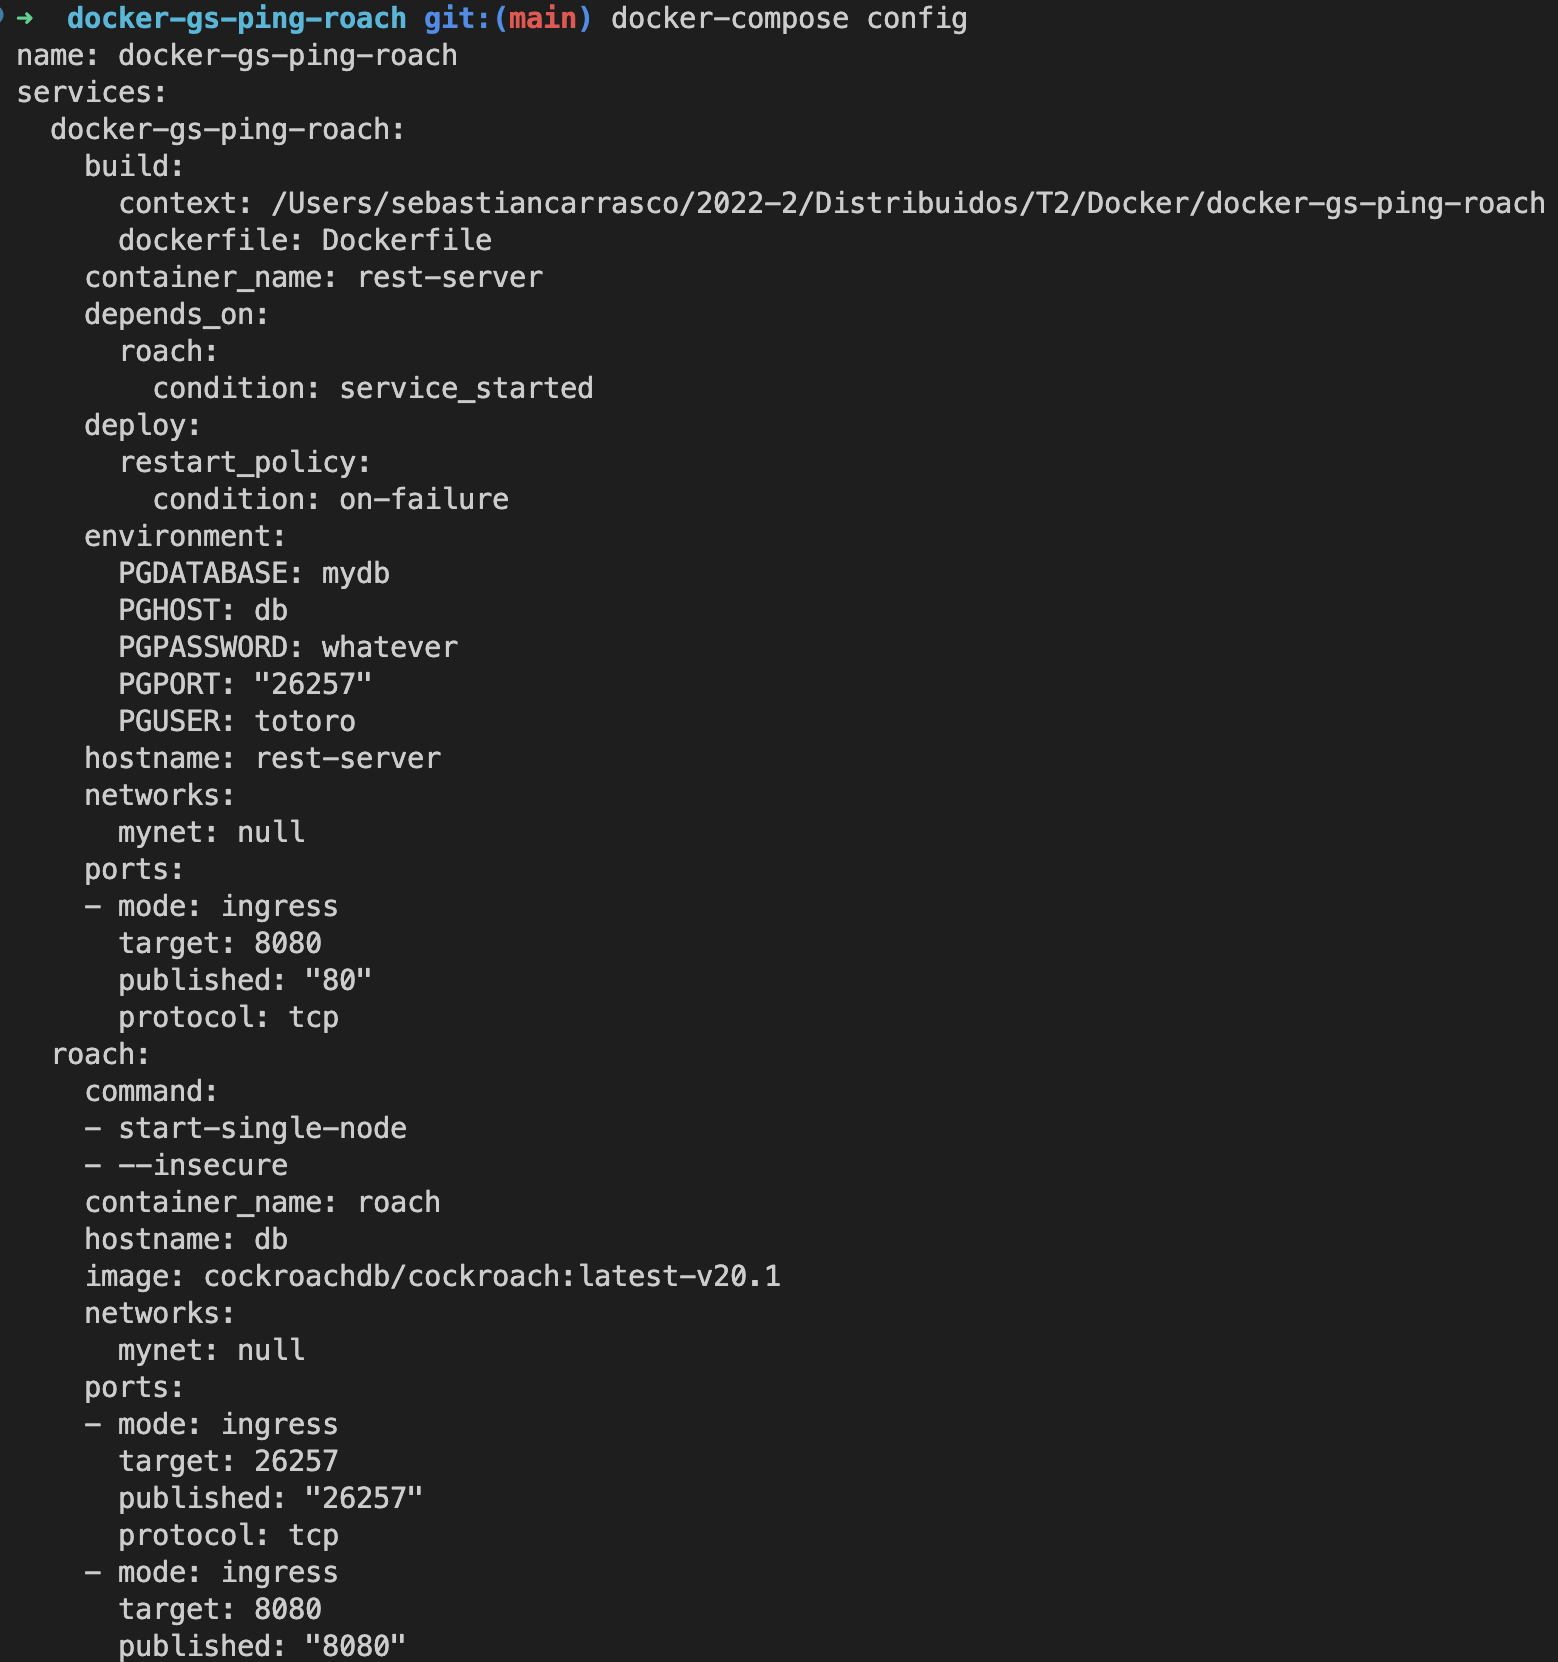 ➜  docker-gs-ping-roach git:(main) docker-compose config
name: docker-gs-ping-roach
services:
  docker-gs-ping-roach:
    build:
      context: /Users/sebastiancarrasco/2022-2/Distribuidos/T2/Docker/docker-gs-ping-roach
      dockerfile: Dockerfile
    container_name: rest-server
    depends_on:
      roach:
        condition: service_started
    deploy:
      restart_policy:
        condition: on-failure
    environment:
      PGDATABASE: mydb
      PGHOST: db
      PGPASSWORD: whatever
      PGPORT: "26257"
      PGUSER: totoro
    hostname: rest-server
    networks:
      mynet: null
    ports:
    - mode: ingress
      target: 8080
      published: "80"
      protocol: tcp
  roach:
    command:
    - start-single-node
    - --insecure
    container_name: roach
    hostname: db
    image: cockroachdb/cockroach:latest-v20.1
    networks:
      mynet: null
    ports:
    - mode: ingress
      target: 26257
      published: "26257"
      protocol: tcp
    - mode: ingress
      target: 8080
      published: "8080"